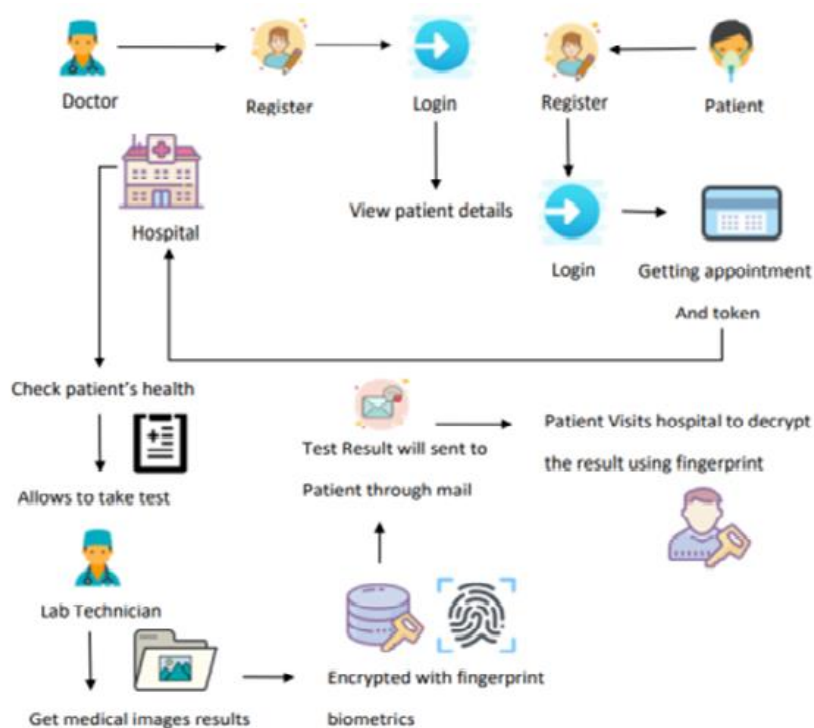 Doctor
Register
Login
Register
Patient
View patient details
Hospital
Login
Getting appointment
And token
Check patient's health
Test Result will sent to
Patient through mail
Patient Visits hospital to decrypt
the result using fingerprint
Allows to take test
Lab Technician
Get medical images results
Encrypted with fingerprint
biometrics